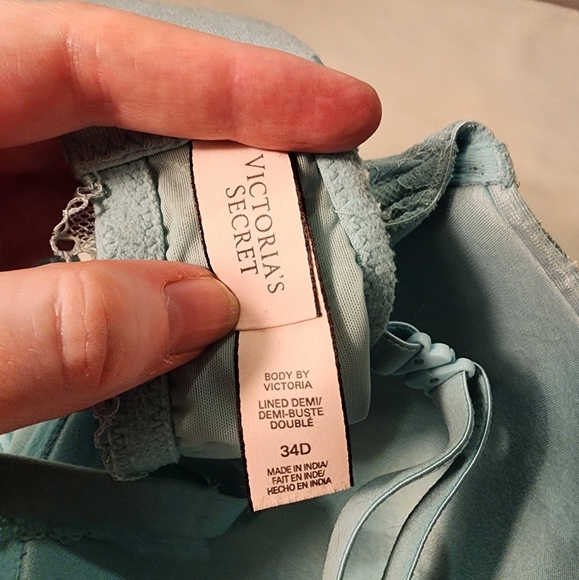 VICTORIA'S
SECRET
BODY BY
VICTORIA
LINED DEMI/
DEMI-BUSTE
DOUBLÉ
34D
MADE IN INDIA/
FAIT EN INDE/
HECHO EN INDIA